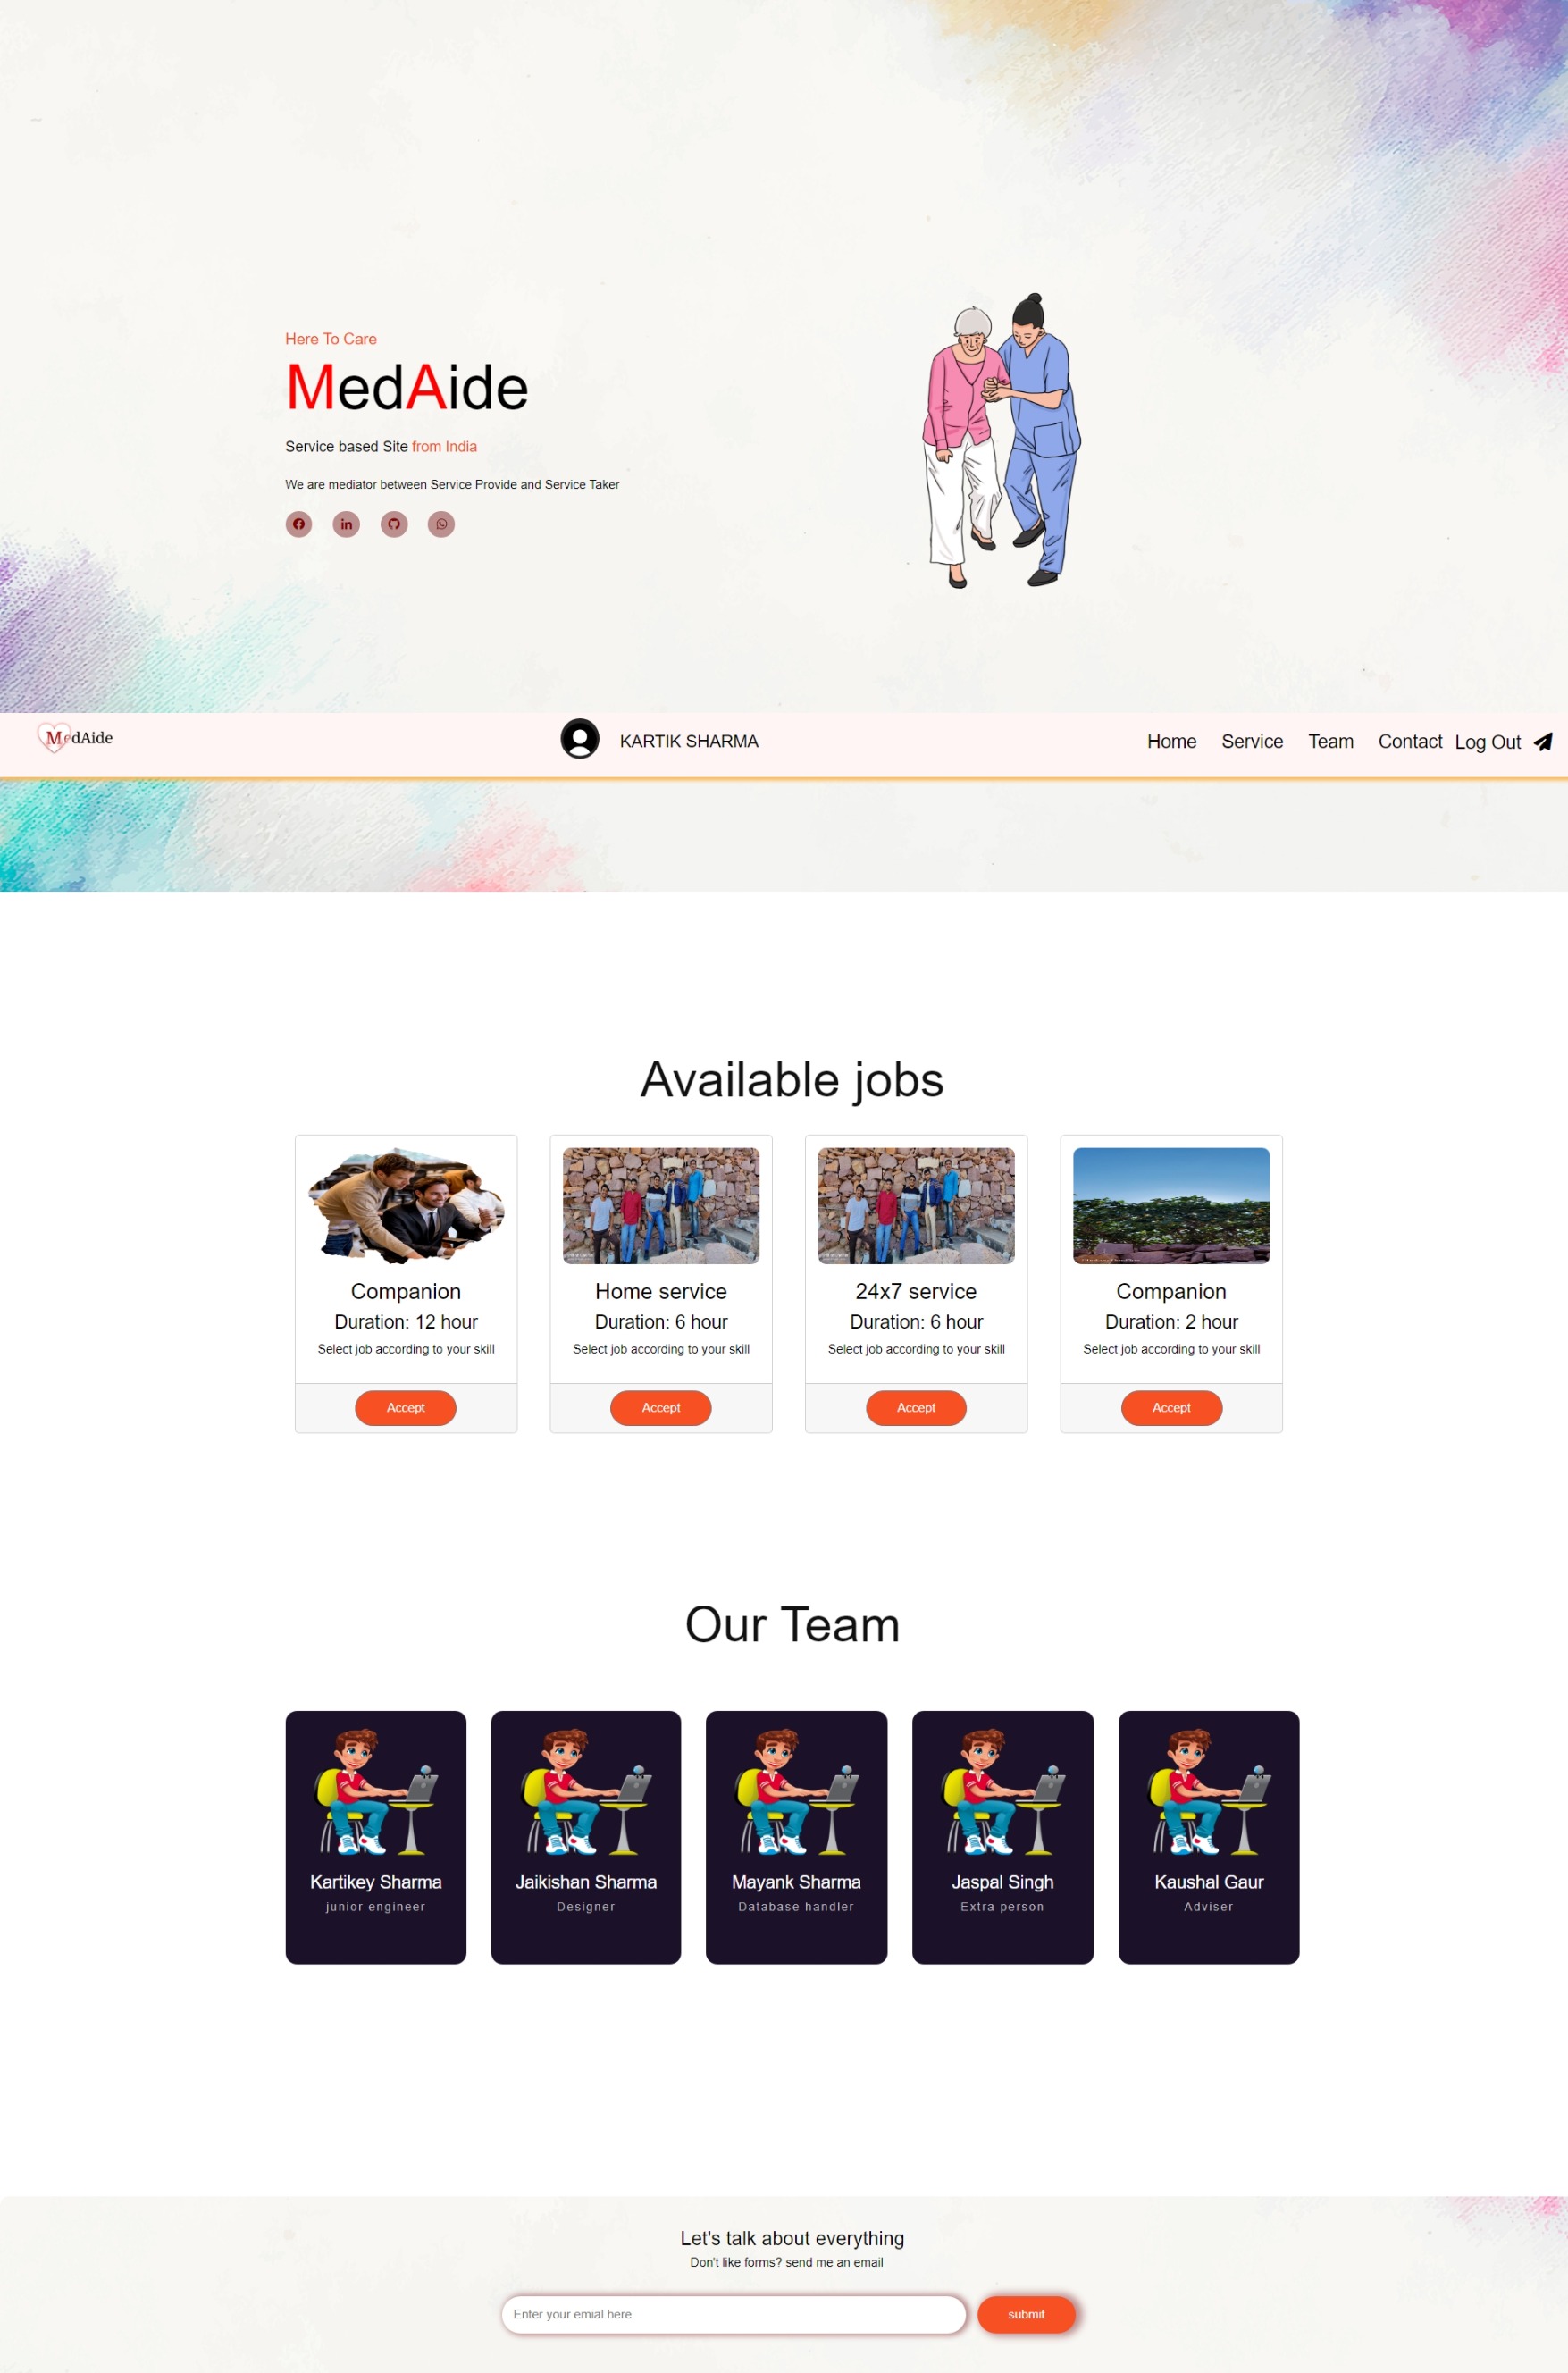 Here To Care
MedAide
Service based Site from India
We are mediator between Service Provide and Service Taker
MedAide
KARTIK SHARMA
Home Service Team Contact Log Out
Available jobs
Companion
Duration: 12 hour
Select job according to your skill
Accept
Home service
Duration: 6 hour
Select job according to your skill
Accept
24x7 service
Duration: 6 hour
Select job according to your skill
Accept
Companion
Duration: 2 hour
Select job according to your skill
Accept
Our Team
Kartikey Sharma
junior engineer
Jaikishan Sharma
Designer
Mayank Sharma
Database handler
Jaspal Singh
Extra person
Kaushal Gaur
Adviser
Let's talk about everything
Don't like forms? send me an email
Enter your emial here
submit